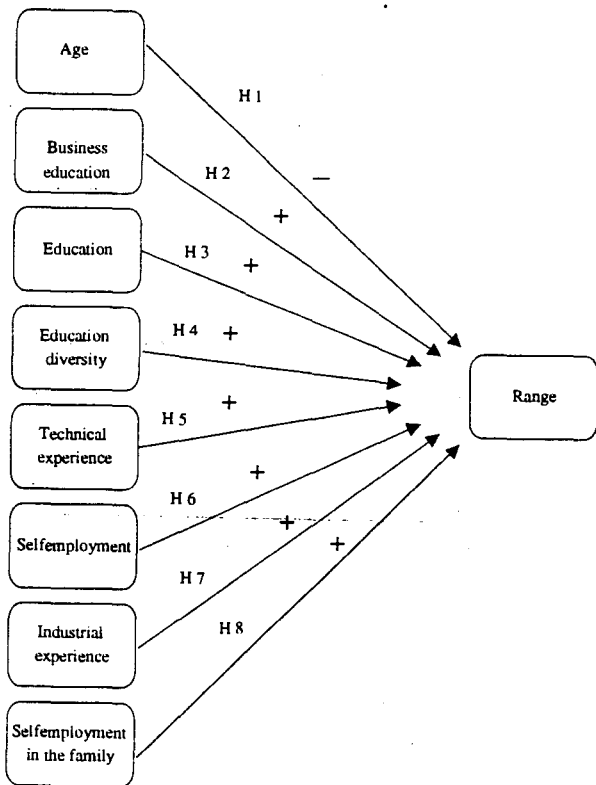 Age
H 1
Business
education
H 2
−
+
Education
H 3
+
Education
diversity
H 4
+
Range
Technical
experience
H 5
+
Selfemployment
H 6
+
+
+
Industrial
experience
H 7
H 8
Selfemployment
in the family